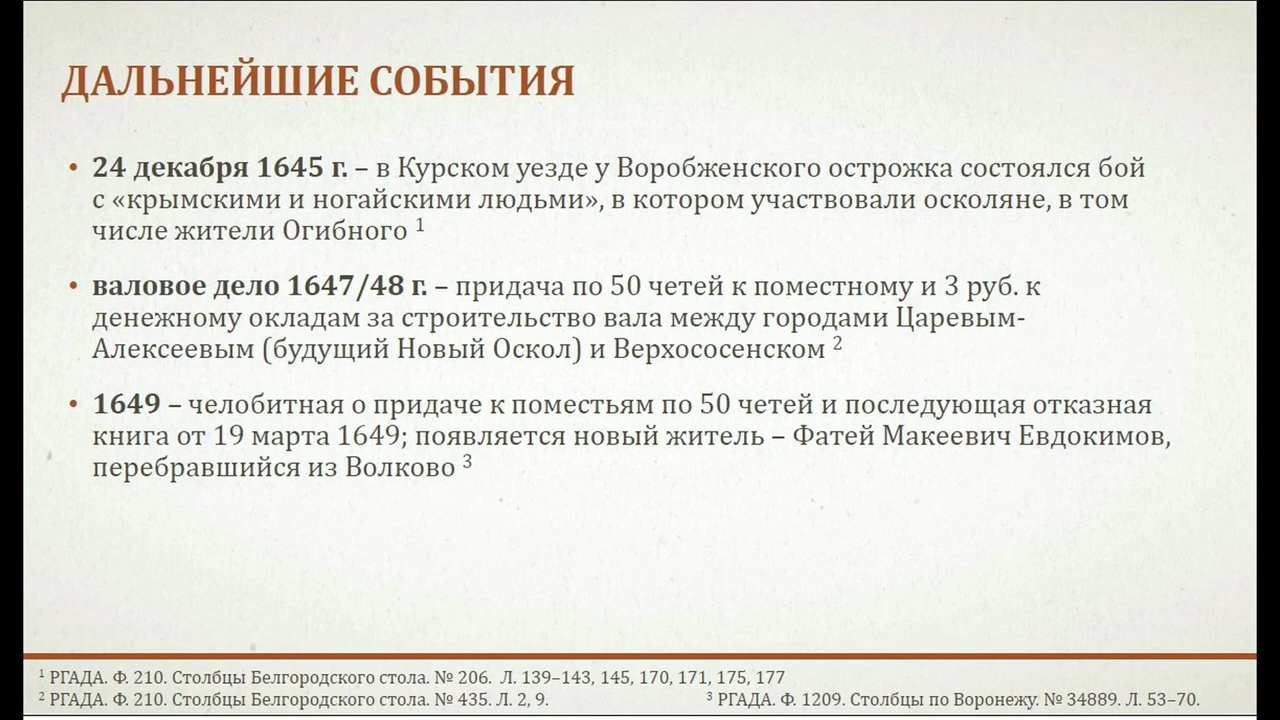 ДАЛЬНЕЙШИЕ СОБЫТИЯ
• 24 декабря 1645 г. – в Курском уезде у Воробженского острожка состоялся бой
с «крымскими и ногайскими людьми», в котором участвовали осколяне, в том
числе жители Огибного 1
• валовое дело 1647/48 г. – придача по 50 четей к поместному и 3 руб. к
денежному окладам за строительство вала между городами Царевым-
Алексеевым (будущий Новый Оскол) и Верхососенском 2
• 1649 – челобитная о придаче к поместьям по 50 четей и последующая отказная
книга от 19 марта 1649; появляется новый житель – Фатей Макеевич Евдокимов,
перебравшийся из Волково 3
1 РГАДА. Ф. 210. Столбцы Белгородского стола. № 206. Л. 139–143, 145, 170, 171, 175, 177
2 РГАДА. Ф. 210. Столбцы Белгородского стола. № 435. Л. 2, 9.
3 РГАДА. Ф. 1209. Столбцы по Воронежу. № 34889. Л. 53–70.